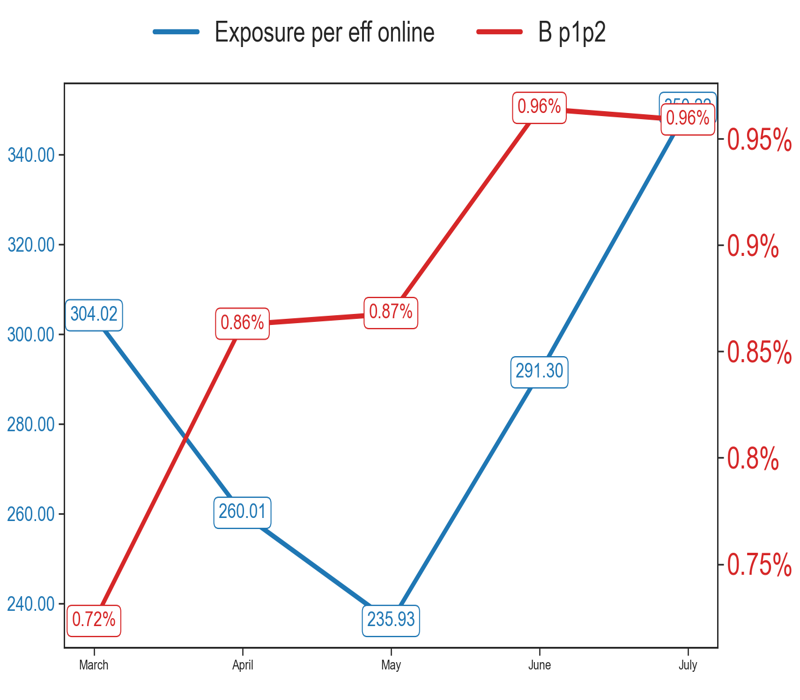 Exposure per eff online B p1p2
0.96%
0.96%
340.00 0.95%
320.00 0.9%
304.02
300.00 0.86% 0.87%
0.85%
291.30
280.00
0.8%
260.00 260.01
0.75%
240.00 0.72% 235.93
March April May June July